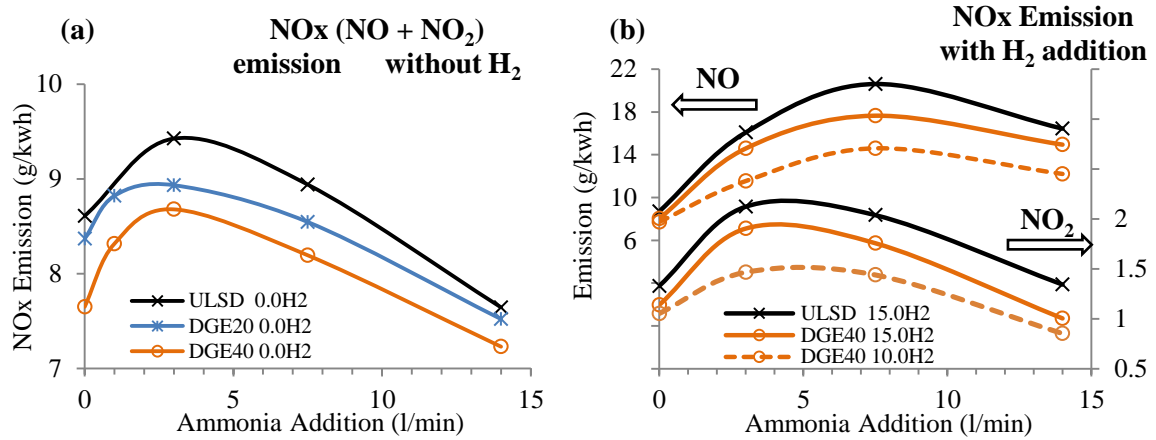 (a)
NOx (NO + NO₂)
emission without H₂
NOx Emission (g/kwh)
10
9
8
7
ULSD 0.0H2
DGE20 0.0H2
DGE40 0.0H2
0 5 10 15
Ammonia Addition (l/min)
(b)
NOx Emission
with H₂ addition
Emission (g/kwh)
22
18
14
10
6
NO
NO₂
2
1.5
1
0.5
ULSD 15.0H2
DGE40 15.0H2
DGE40 10.0H2
0 5 10 15
Ammonia Addition (l/min)